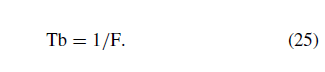 Tb = 1/F. (25)